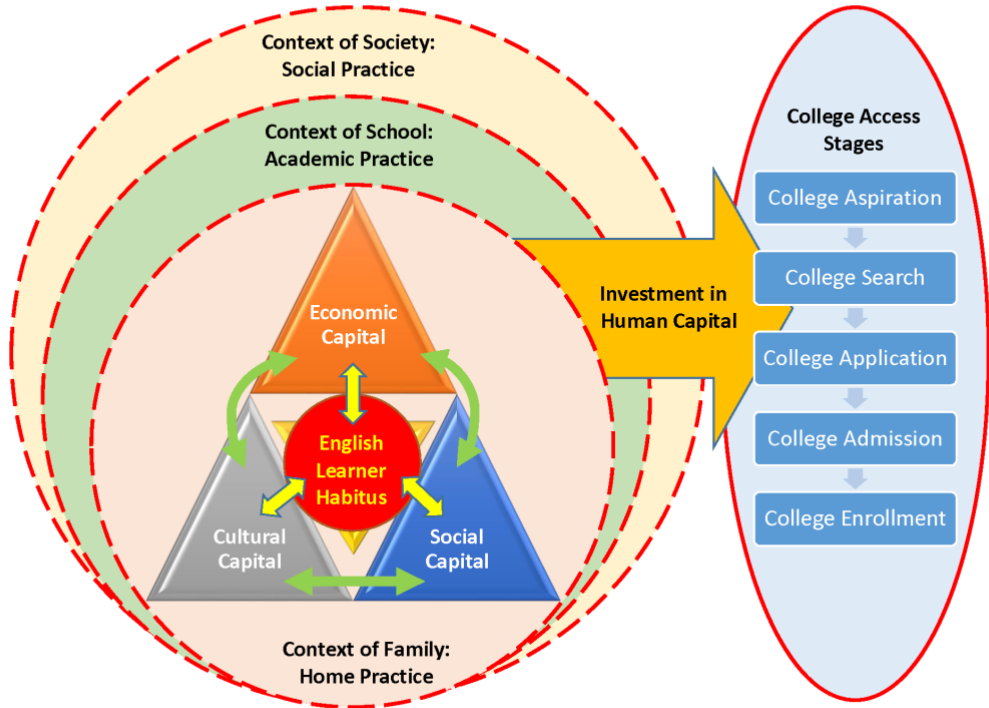 Context of Society:
Social Practice
Context of School:
Academic Practice
Economic
Capital
English
Learner
Habitus
Cultural
Capital
Social
Capital
Context of Family:
Home Practice
Investment in
Human Capital
College Access
Stages
College Aspiration
College Search
College Application
College Admission
College Enrollment